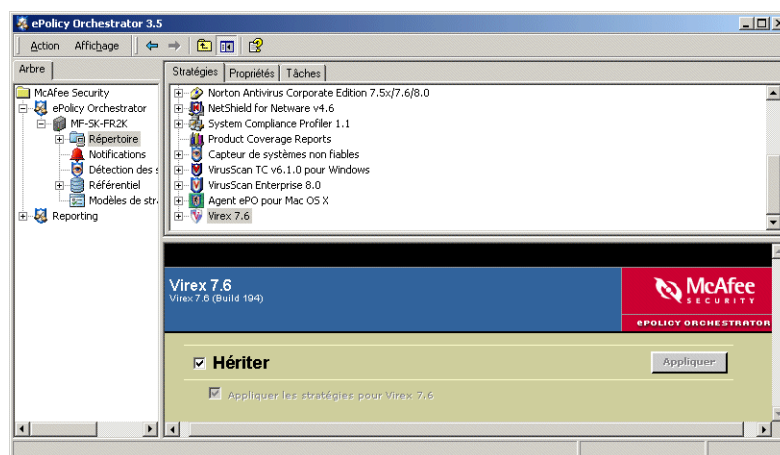 ePolicy Orchestrator 3.5
Action Affichage
Arbre
McAfee Security
ePolicy Orchestrator
MF-SK-FR2K
Répertoire
Notifications
Détection des s
Référentiel
Modèles de str
Reporting
Stratégies Propriétés Tâches
Norton Antivirus Corporate Edition 7.5x/7.6/8.0
NetShield for Netware v4.6
System Compliance Profiler 1.1
Product Coverage Reports
Capteur de systèmes non fiables
VirusScan TC v6.1.0 pour Windows
VirusScan Enterprise 8.0
Agent ePO pour Mac OS X
Virex 7.6
Virex 7.6
Virex 7.6 (Build 194)
McAfee
SECURITY
ePOLICY ORCHESTRATOR
Hériter
Appliquer
Appliquer les stratégies pour Virex 7.6